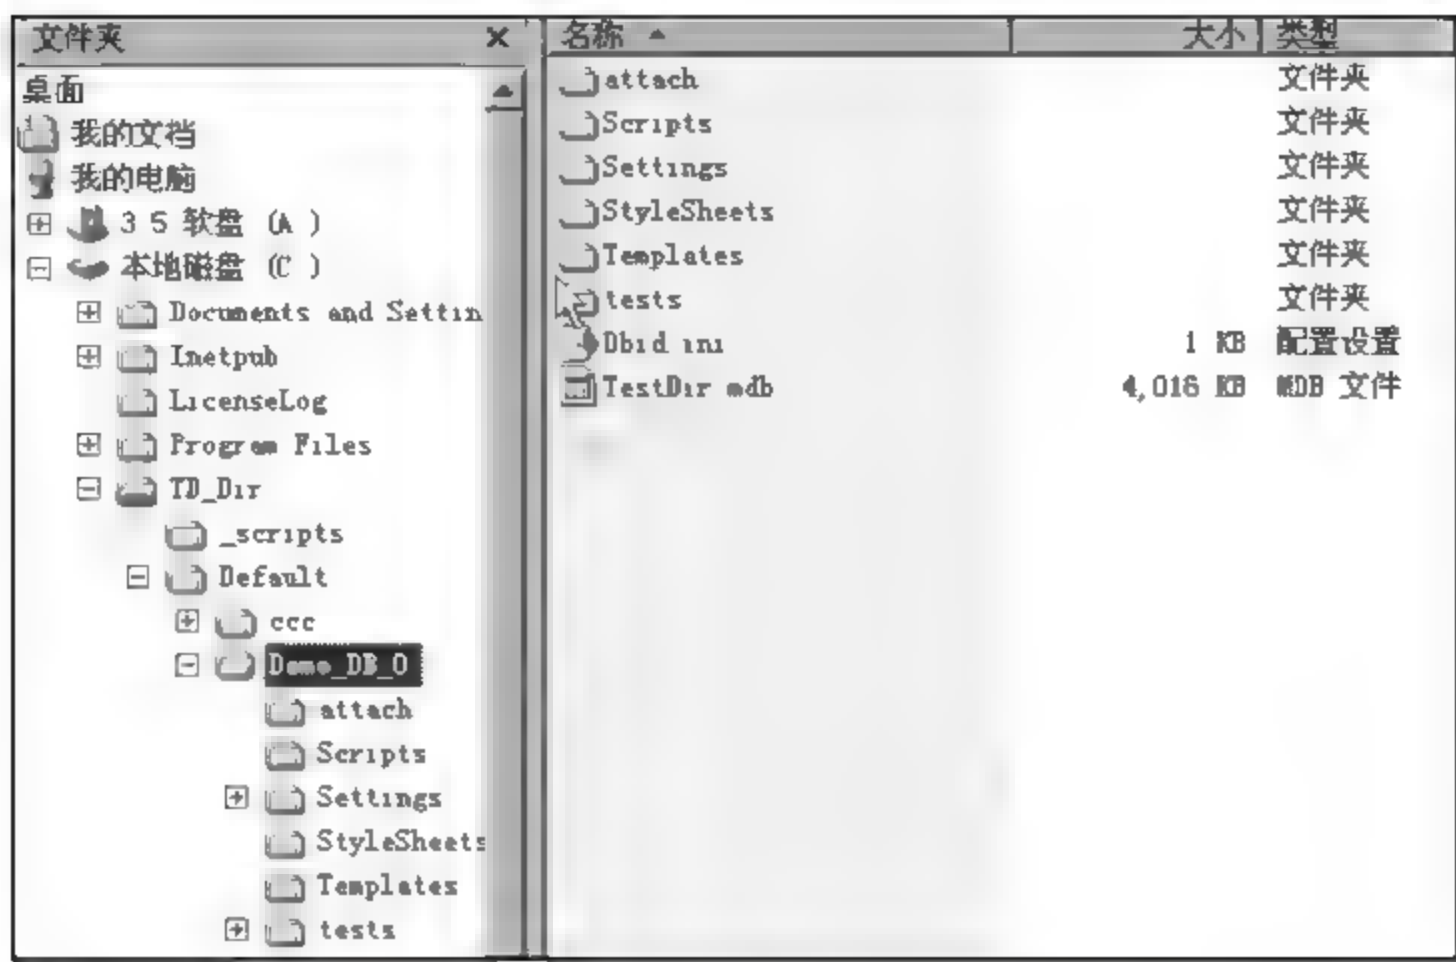 文件夹
桌面
我的文档
我的电脑
3 5 软盘 (A )
本地磁盘 (C )
Documents and Settin
Inetpub
LicenseLog
Program Files
TD_Dir
_scripts
Default
ccc
Demo_DB_0
attach
Scripts
Settings
StyleSheets
Templates
tests
名称 大小 类型
attach 文件夹
Scripts 文件夹
Settings 文件夹
StyleSheets 文件夹
Templates 文件夹
tests 文件夹
Dbid ini 1 KB 配置设置
TestDir mdb 4,016 KB MDB 文件